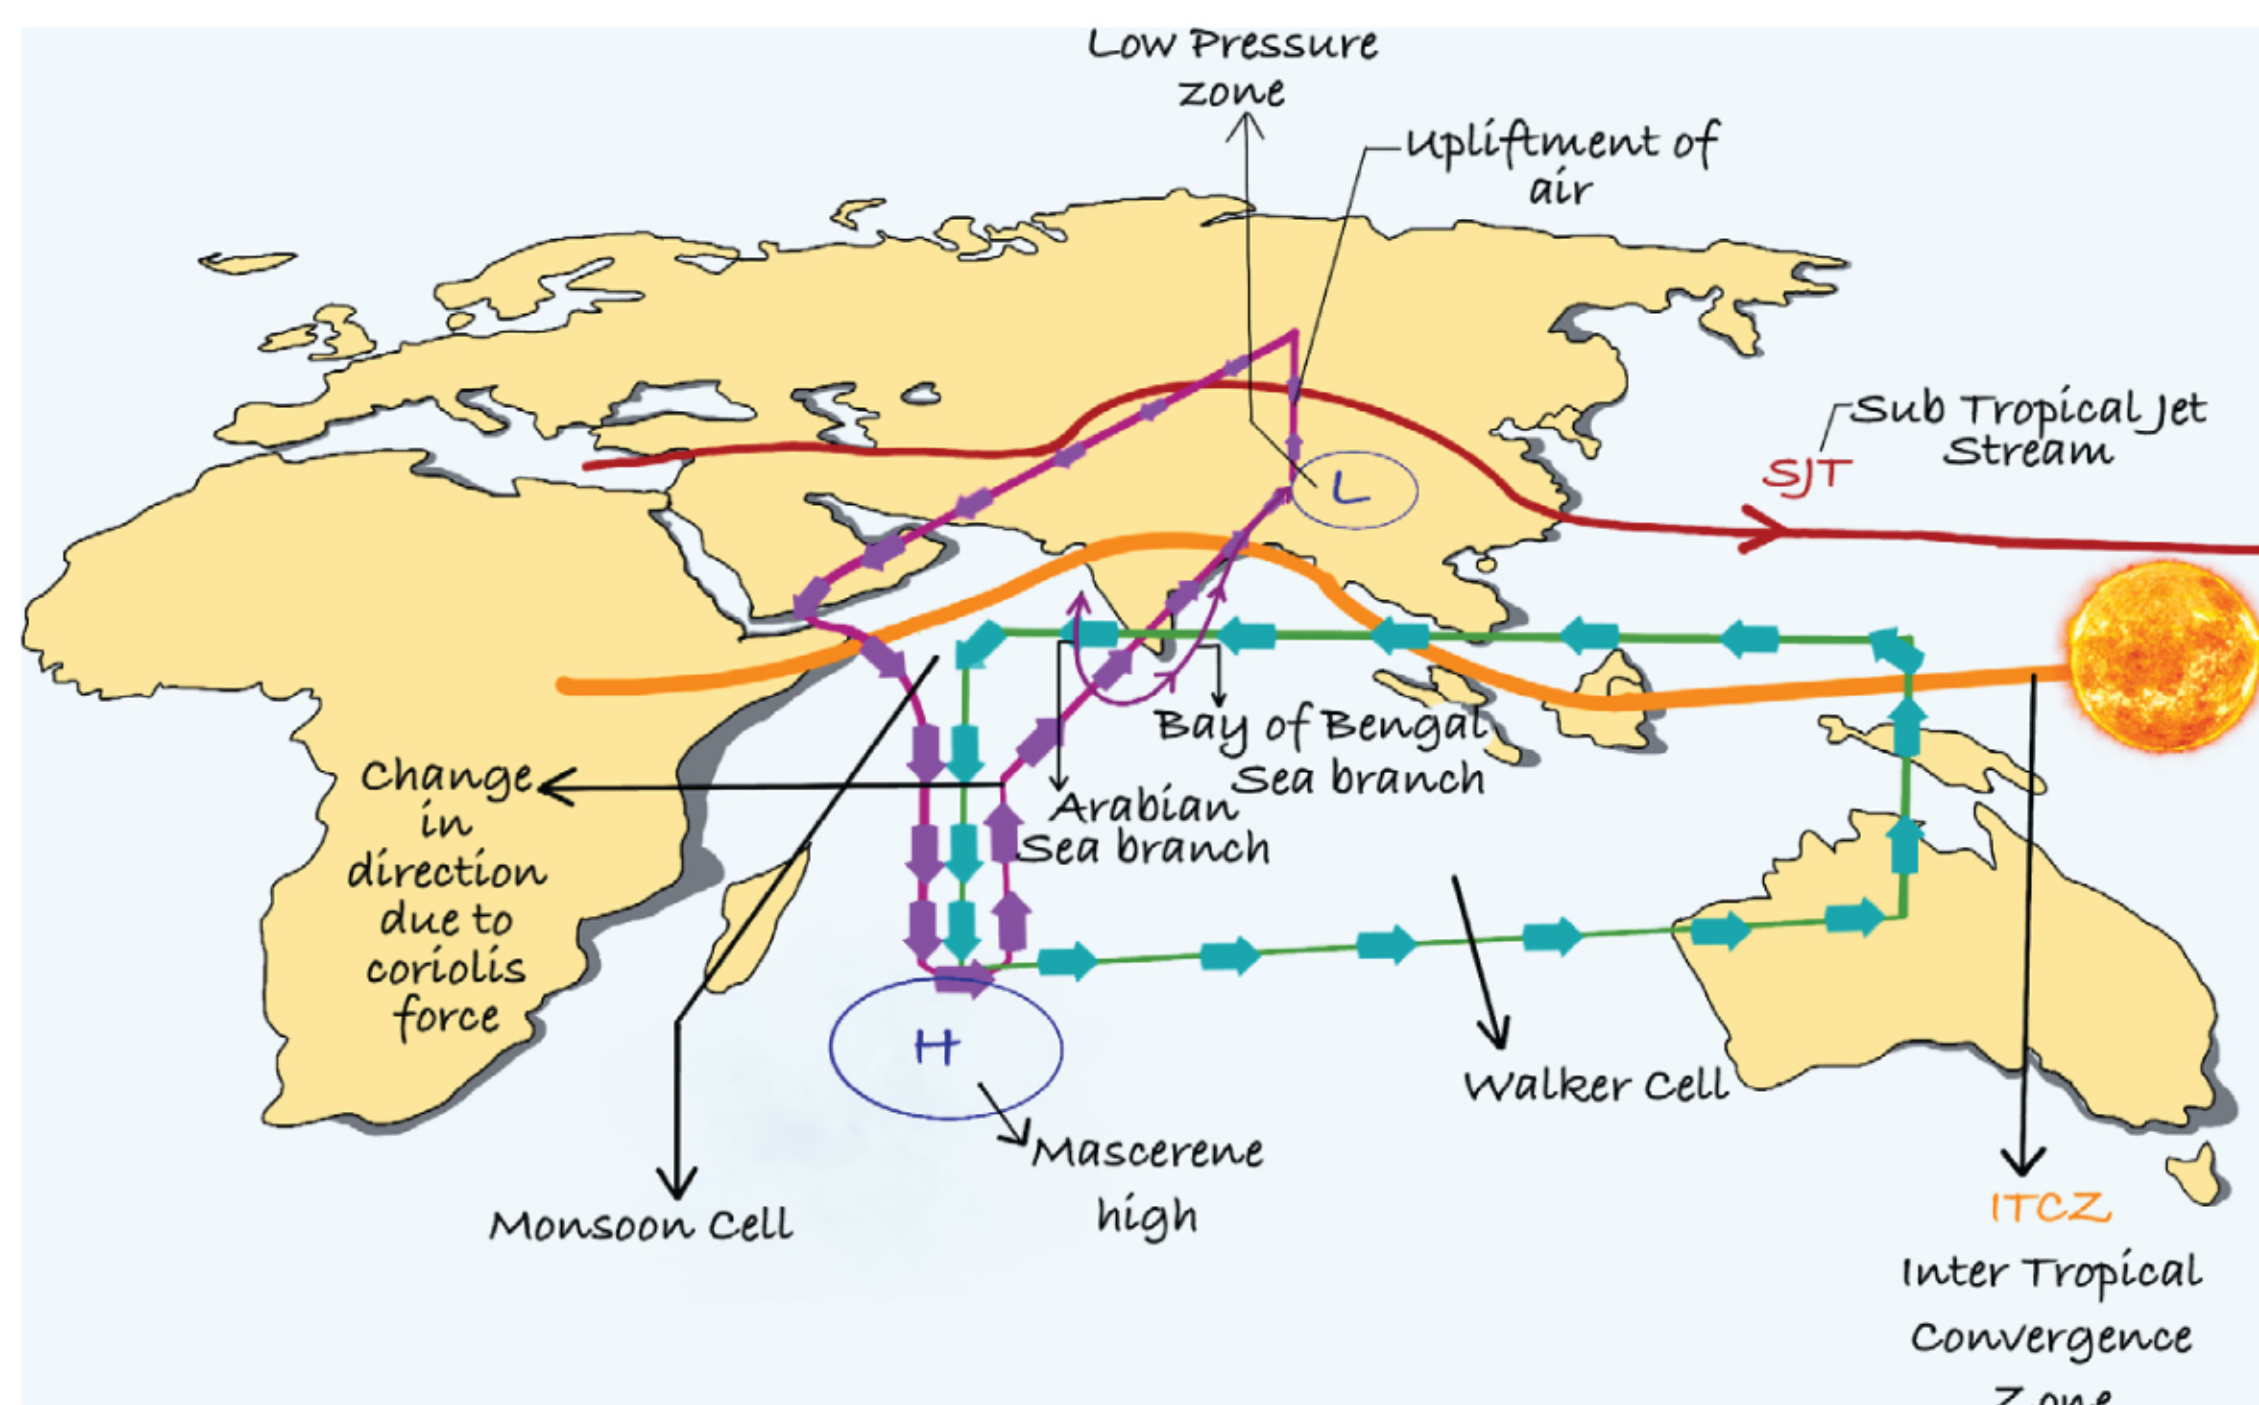 Low Pressure
zone
Upliftment of
air
Sub Tropical Jet
Stream
SJT
L
Bay of Bengal
Sea branch
Arabian
Sea branch
Change
in
direction
due to
coriolis
force
H
Walker Cell
Mascerene
high
Monsoon Cell
ITCZ
Inter Tropical
Convergence
Zone